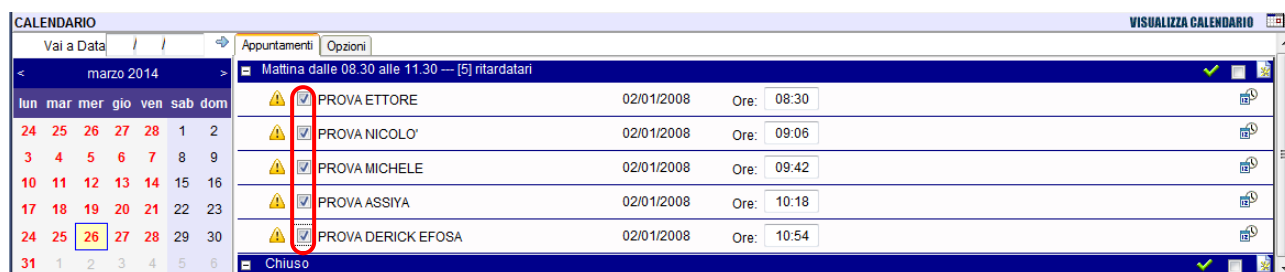 CALENDARIO VISUALIZZA CALENDARIO
Vai a Data / /
Appuntamenti Opzioni
< marzo 2014 >
Mattina dalle 08.30 alle 11.30 --- [5] ritardatari
lun mar mer gio ven sab dom
24 25 26 27 28 1 2
3 4 5 6 7 8 9
10 11 12 13 14 15 16
17 18 19 20 21 22 23
24 25 26 27 28 29 30
31 1 2 3 4 5 6
PROVA ETTORE 02/01/2008 Ore: 08:30
PROVA NICOLO' 02/01/2008 Ore: 09:06
PROVA MICHELE 02/01/2008 Ore: 09:42
PROVA ASSIYA 02/01/2008 Ore: 10:18
PROVA DERICK EFOSA 02/01/2008 Ore: 10:54
Chiuso